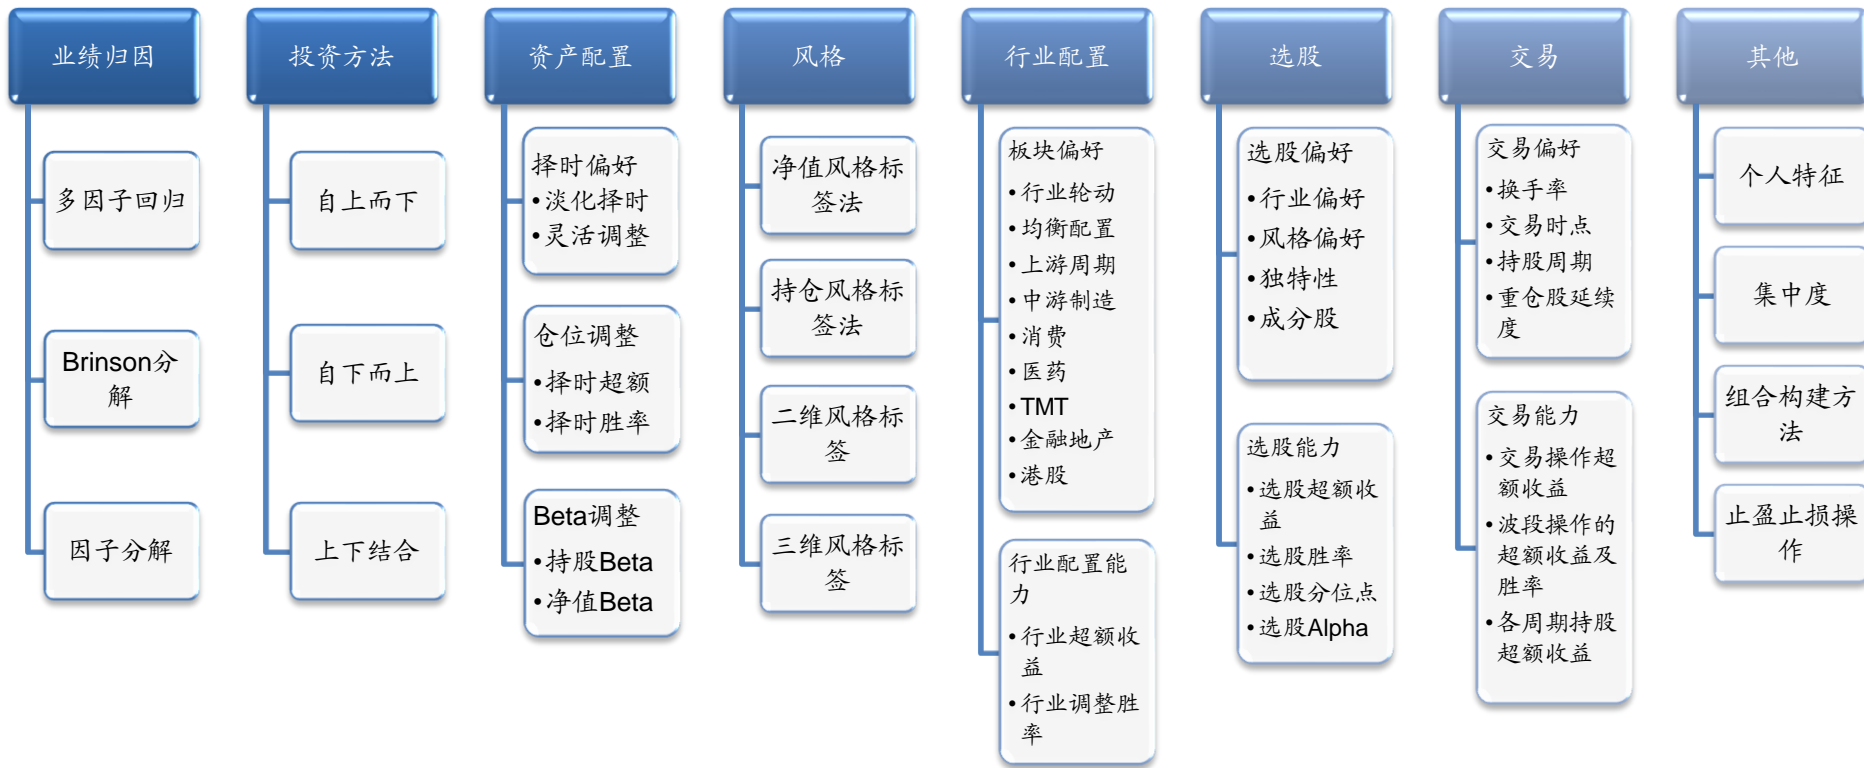 业绩归因
多因子回归
Brinson分
解
因子分解
投资方法
自上而下
自下而上
上下结合
资产配置
择时偏好
•淡化择时
•灵活调整
仓位调整
•择时超额
•择时胜率
Beta调整
•持股Beta
•净值Beta
风格
净值风格标
签法
持仓风格标
签法
二维风格标
签
三维风格标
签
行业配置
板块偏好
•行业轮动
•均衡配置
•上游周期
•中游制造
•消费
•医药
•TMT
•金融地产
•港股
行业配置能
力
•行业超额收
益
•行业调整胜
率
选股
选股偏好
•行业偏好
•风格偏好
•独特性
•成分股
选股能力
•选股超额收
益
•选股胜率
•选股分位点
•选股Alpha
交易
交易偏好
•换手率
•交易时点
•持股周期
•重仓股延续
度
交易能力
•交易操作超
额收益
•波段操作的
超额收益及
胜率
•各周期持股
超额收益
其他
个人特征
集中度
组合构建方
法
止盈止损操
作